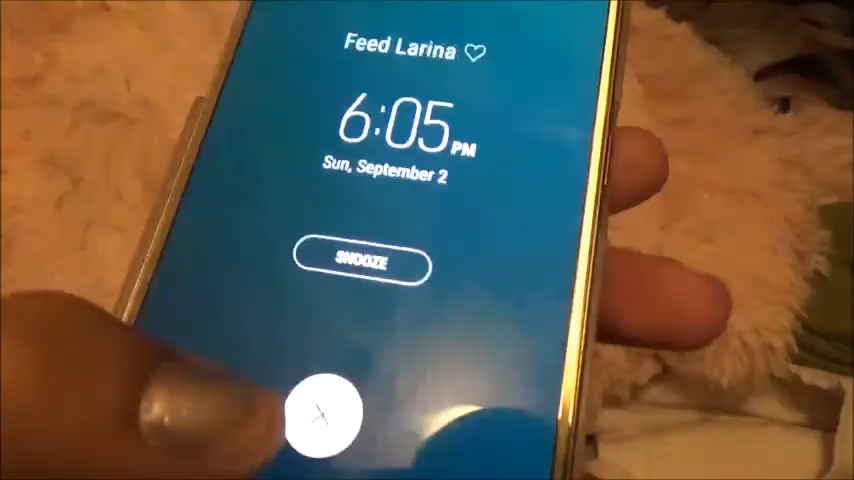 Feed Larina ♡
6:05 PM
Sun, September 2
SNOOZE